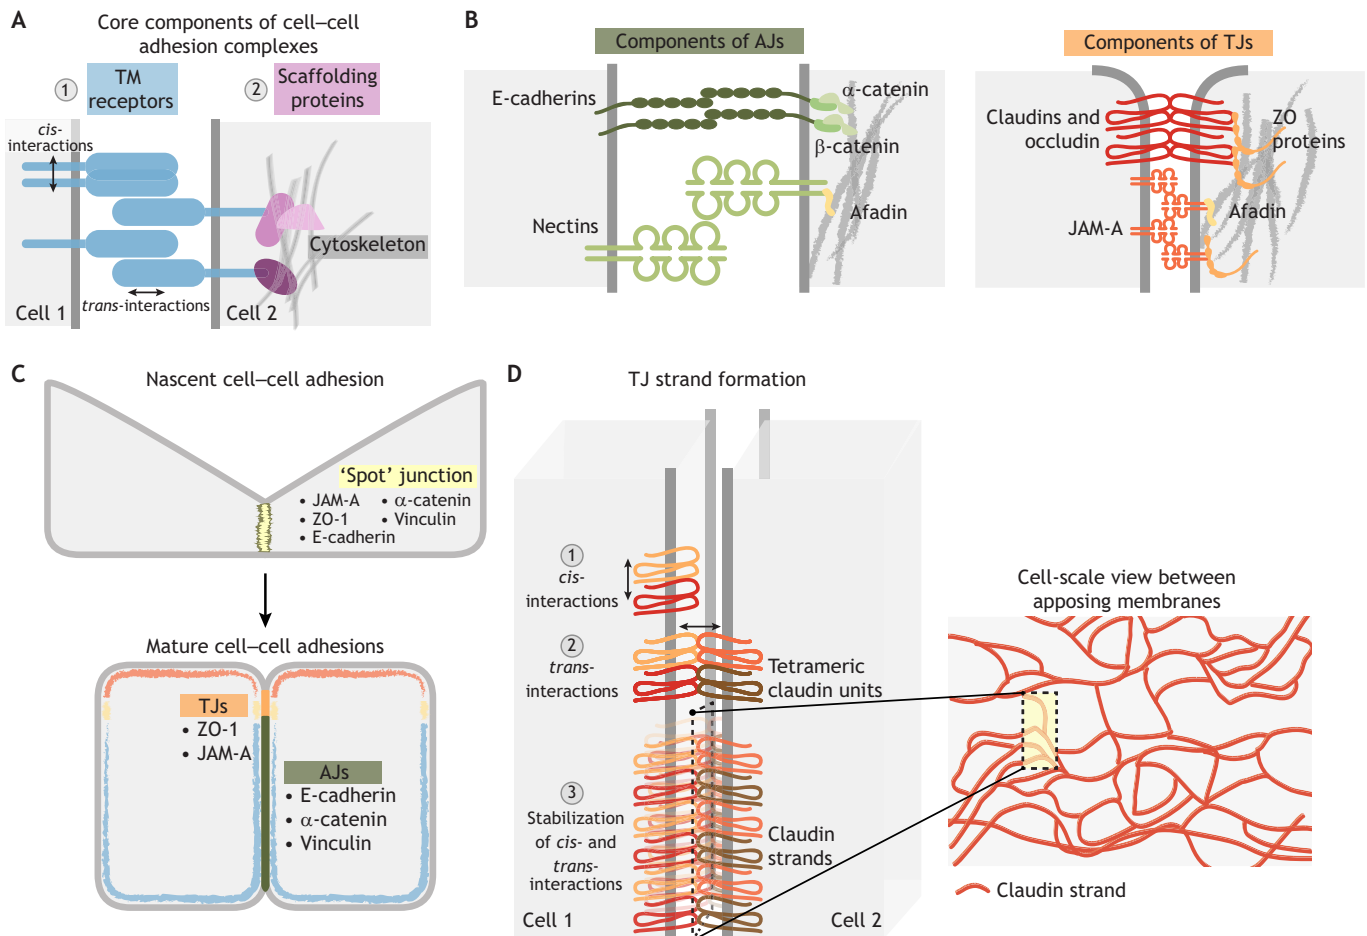 A
Core components of cell–cell
adhesion complexes
1
TM
receptors
2
Scaffolding
proteins
cis-
interactions
Cytoskeleton
trans-interactions
Cell 1
Cell 2
B
Components of AJs
E-cadherins
α-catenin
β-catenin
Nectins
Afadin
Components of TJs
Claudins and
occludin
ZO
proteins
JAM-A
Afadin
C
Nascent cell–cell adhesion
‘Spot’ junction
• JAM-A
• ZO-1
• E-cadherin
• α-catenin
• Vinculin
Mature cell–cell adhesions
TJs
• ZO-1
• JAM-A
AJs
• E-cadherin
• α-catenin
• Vinculin
D
TJ strand formation
1
cis-
interactions
2
trans-
interactions
Tetrameric
claudin units
3
Stabilization
of cis- and
trans-
interactions
Claudin
strands
Cell 1
Cell 2
Cell-scale view between
apposing membranes
Claudin strand